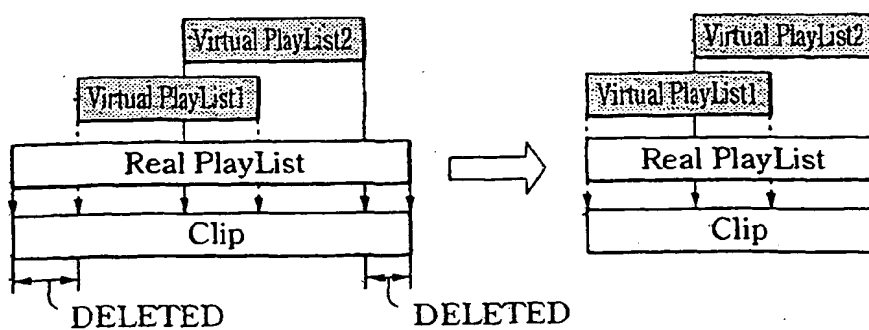 Virtual PlayList2
Virtual PlayList1
Real PlayList
Clip
DELETED
DELETED
Virtual PlayList2
Virtual PlayList1
Real PlayList
Clip